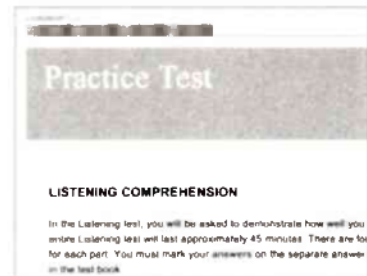 Practice Test
LISTENING COMPREHENSION
In the Listening test, you will be asked to demonstrate how well you
entire Listening test will last approximately 45 minutes. There are fou
for each part. You must mark your answers on the separate answer
in the test book